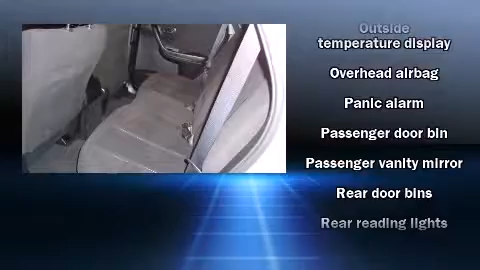 Outside
temperature display
Overhead airbag
Panic alarm
Passenger door bin
Passenger vanity mirror
Rear door bins
Rear reading lights